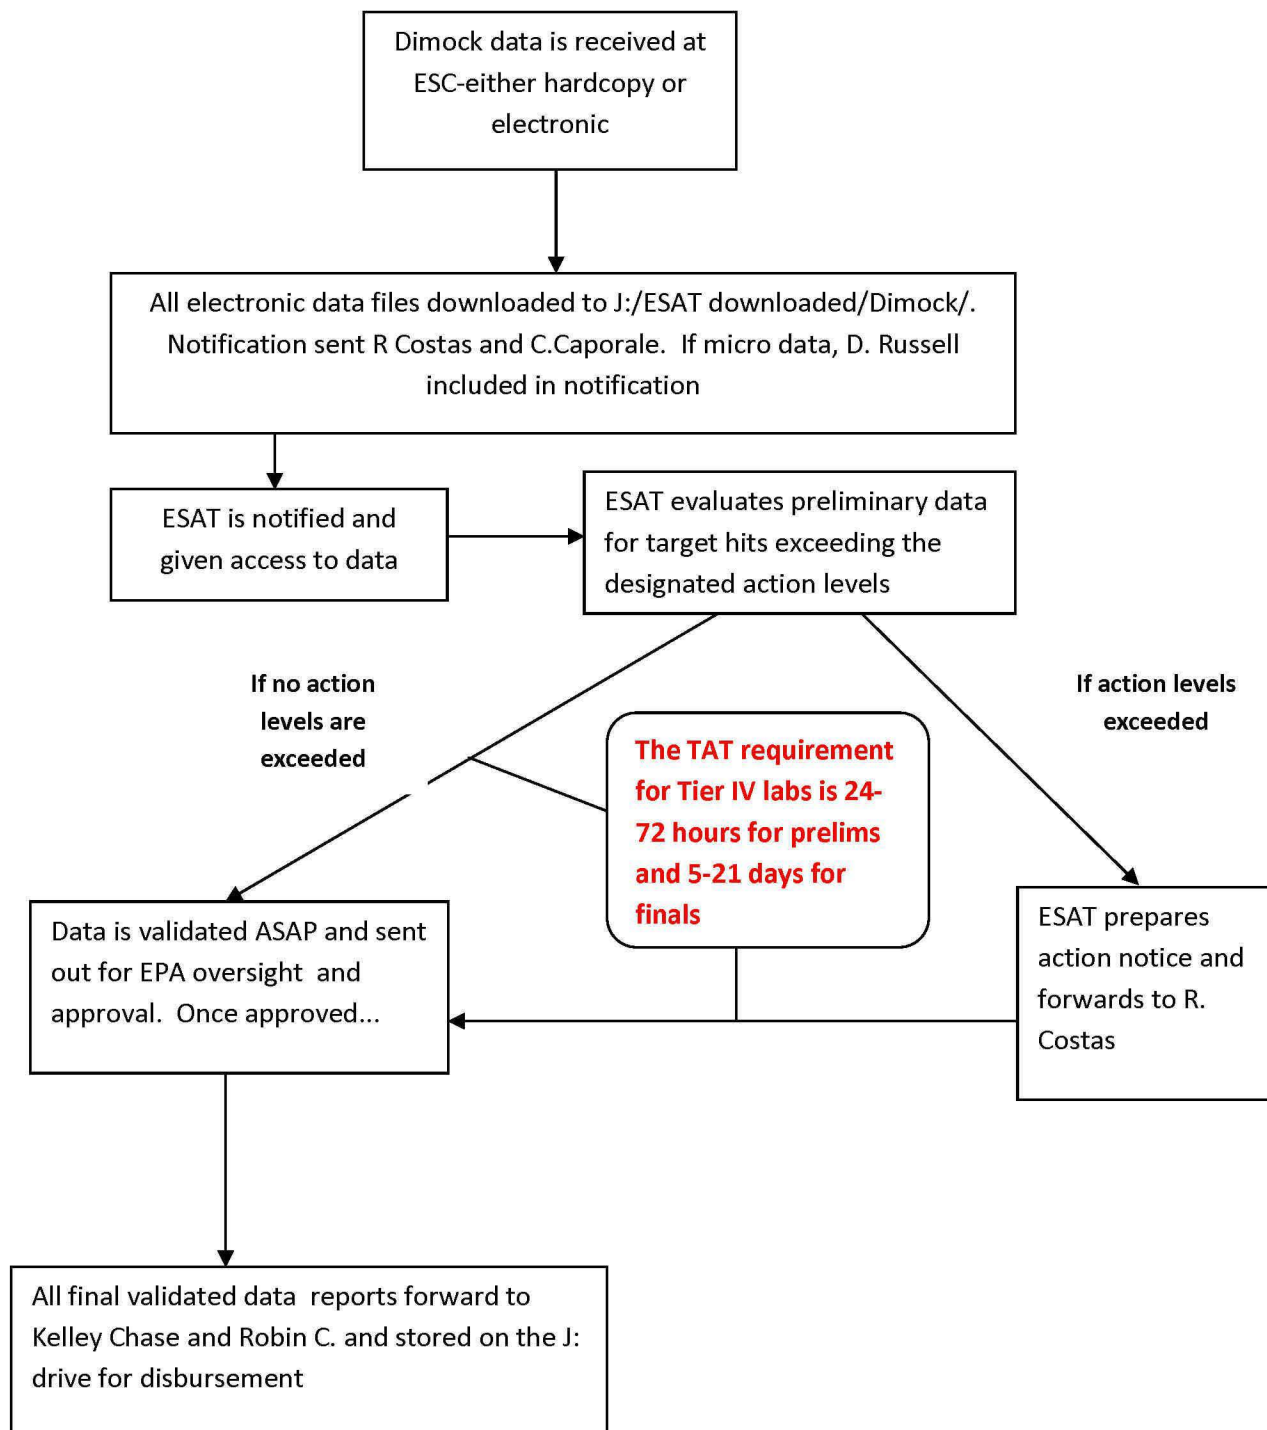 Dimock data is received at
ESC-either hardcopy or
electronic
All electronic data files downloaded to J:/ESAT downloaded/Dimock/.
Notification sent R Costas and C.Caporale.  If micro data, D. Russell
included in notification
ESAT is notified and
given access to data
ESAT evaluates preliminary data
for target hits exceeding the
designated action levels
If no action
levels are
exceeded
If action levels
exceeded
The TAT requirement
for Tier IV labs is 24-
72 hours for prelims
and 5-21 days for
finals
Data is validated ASAP and sent
out for EPA oversight  and
approval.  Once approved...
ESAT prepares
action notice and
forwards to R.
Costas
All final validated data  reports forward to
Kelley Chase and Robin C. and stored on the J:
drive for disbursement